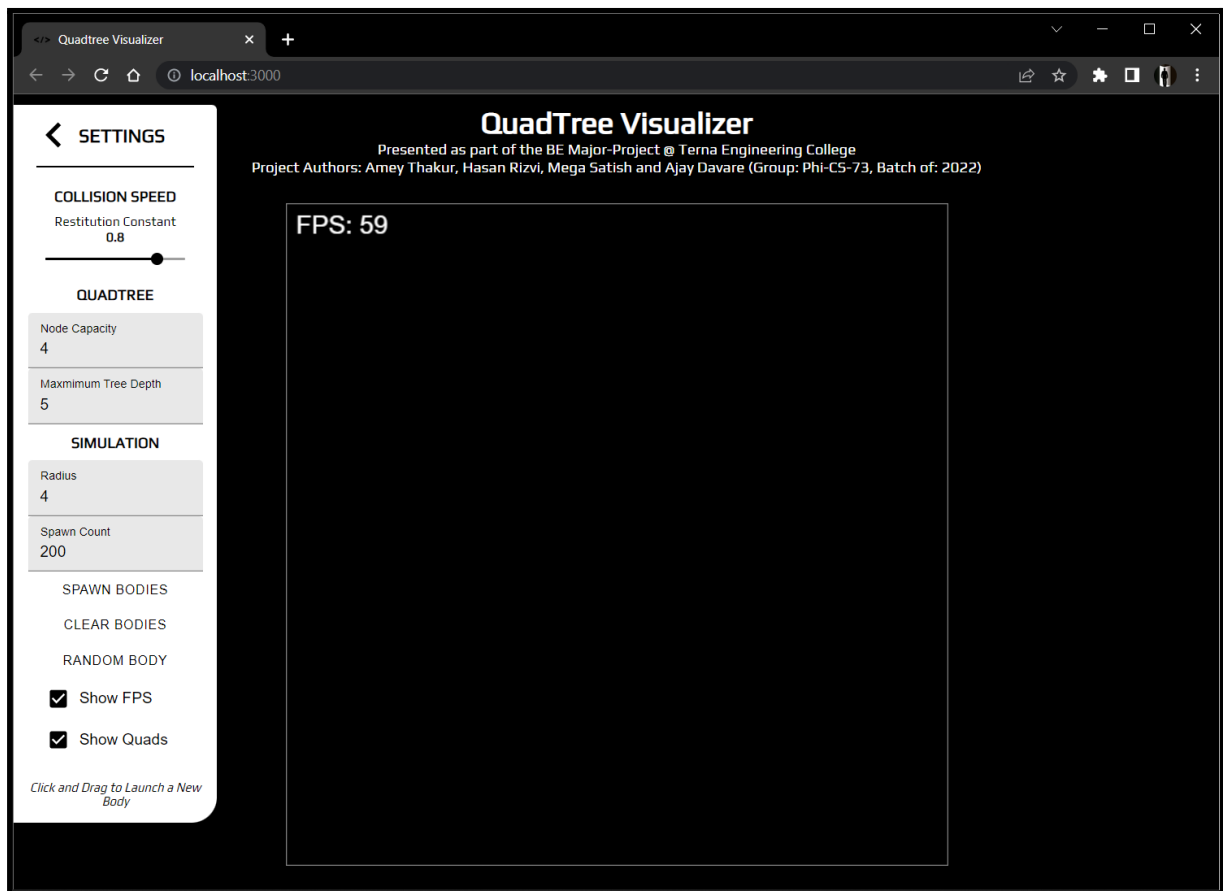 </> Quadtree Visualizer
localhost:3000
SETTINGS
COLLISION SPEED
Restitution Constant
0.8
QUADTREE
Node Capacity
4
Maxmimum Tree Depth
5
SIMULATION
Radius
4
Spawn Count
200
SPAWN BODIES
CLEAR BODIES
RANDOM BODY
Show FPS
Show Quads
Click and Drag to Launch a New
Body
QuadTree Visualizer
Presented as part of the BE Major-Project @ Terna Engineering College
Project Authors: Amey Thakur, Hasan Rizvi, Mega Satish and Ajay Davare (Group: Phi-CS-73, Batch of: 2022)
FPS: 59